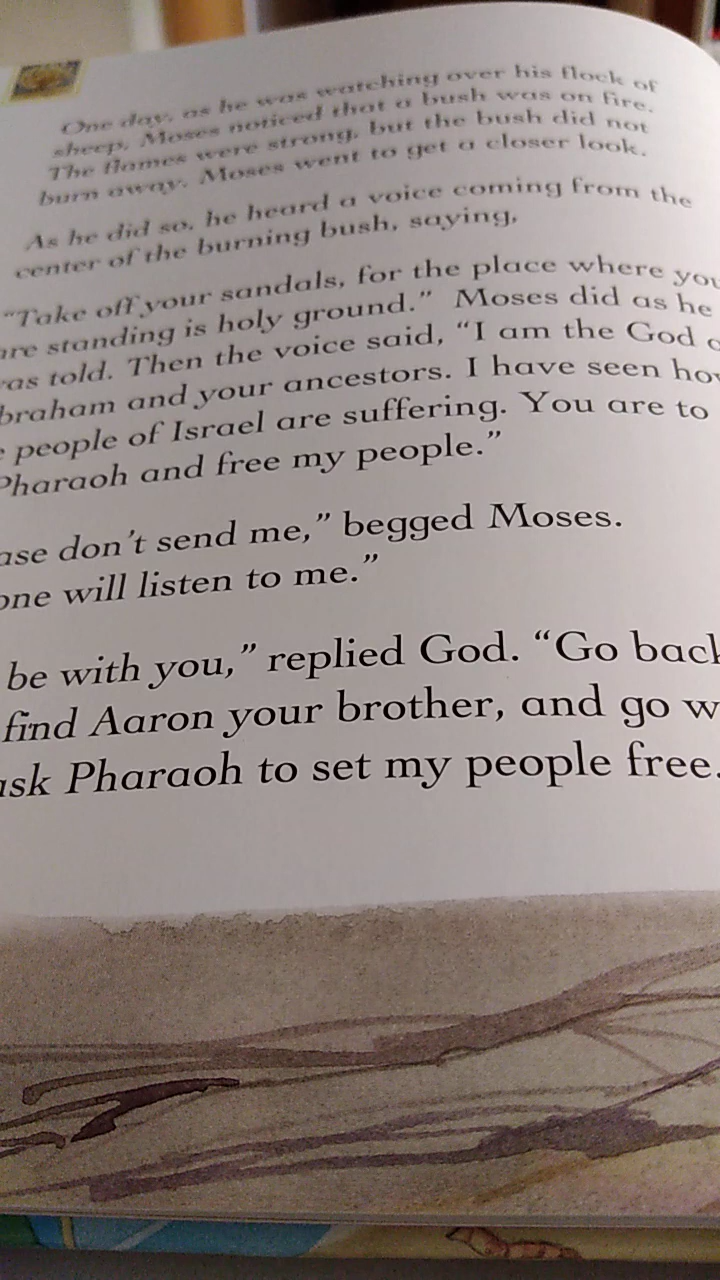 One day, as he was watching over his flock of
sheep, Moses noticed that a bush was on fire.
The flames were strong, but the bush did not
burn away. Moses went to get a closer look.
As he did so, he heard a voice coming from the
center of the burning bush, saying,
“Take off your sandals, for the place where you
are standing is holy ground.” Moses did as he
was told. Then the voice said, “I am the God o
braham and your ancestors. I have seen how
e people of Israel are suffering. You are to
Pharaoh and free my people.”
ase don’t send me,” begged Moses.
one will listen to me.”
be with you,” replied God. “Go back
find Aaron your brother, and go w
ask Pharaoh to set my people free.